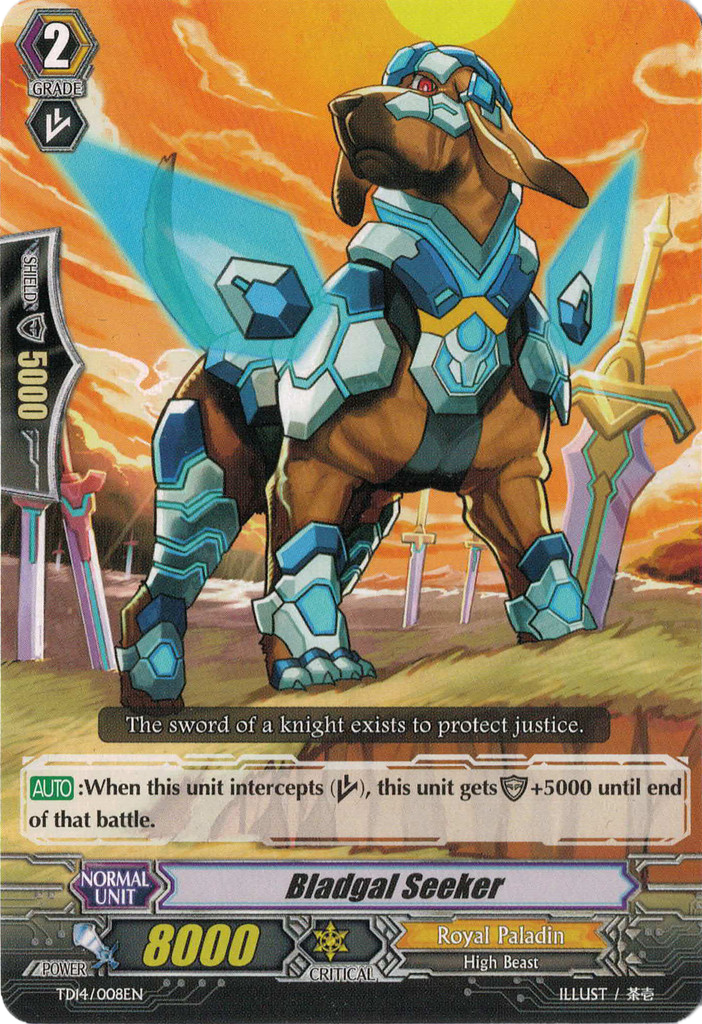 2
GRADE
SHIELD
5000
The sword of a knight exists to protect justice.
AUTO :When this unit intercepts ( ), this unit gets +5000 until end
of that battle.
NORMAL
UNIT
Bladgal Seeker
POWER
8000
CRITICAL
Royal Paladin
High Beast
TD14/008EN
ILLUST / 茶壱